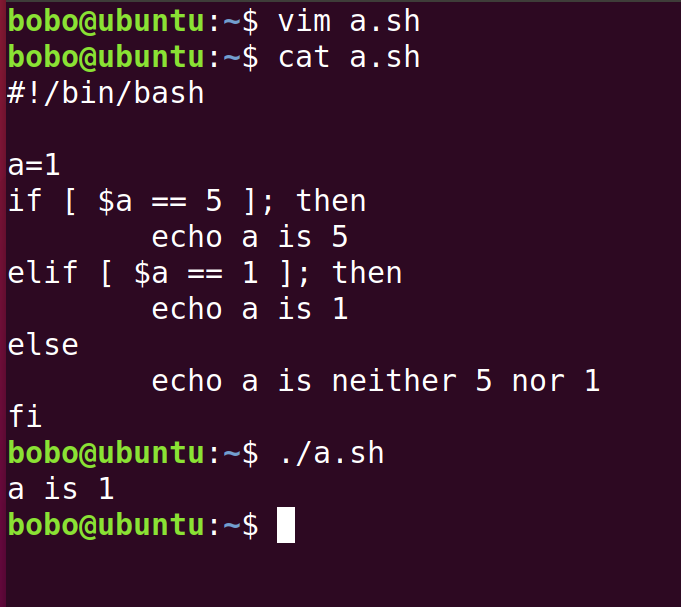 bobo@ubuntu:~$ vim a.sh
bobo@ubuntu:~$ cat a.sh
#!/bin/bash

a=1
if [ $a == 5 ]; then
        echo a is 5
elif [ $a == 1 ]; then
        echo a is 1
else
        echo a is neither 5 nor 1
fi
bobo@ubuntu:~$ ./a.sh
a is 1
bobo@ubuntu:~$